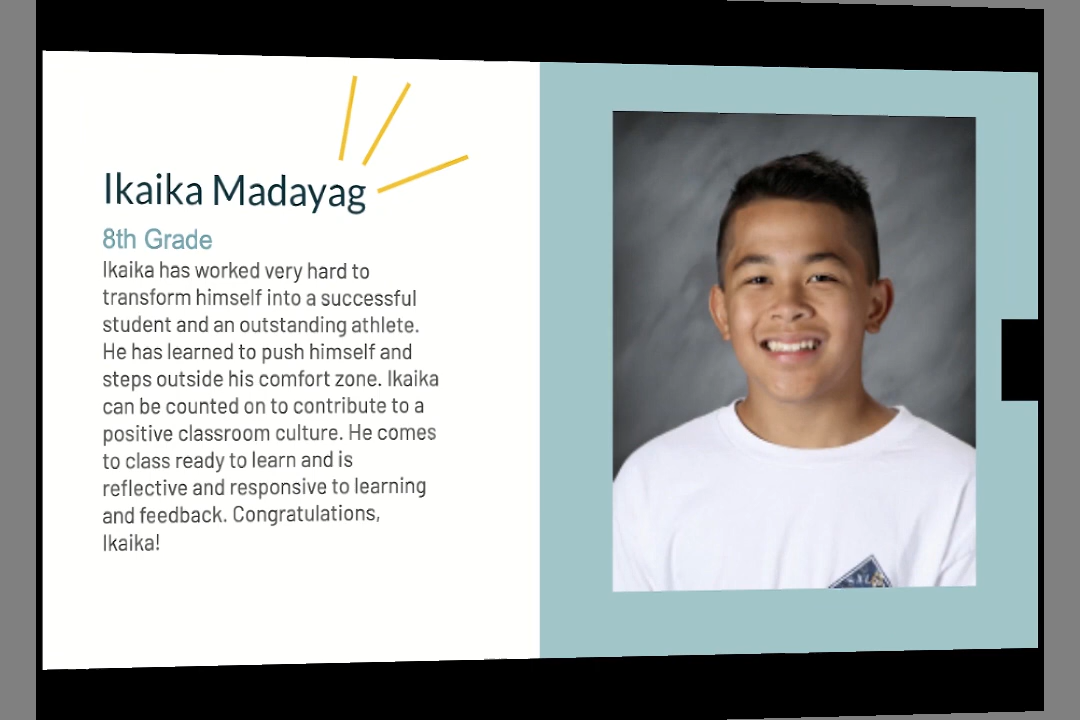 Ikaika Madayag
8th Grade
Ikaika has worked very hard to
transform himself into a successful
student and an outstanding athlete.
He has learned to push himself and
steps outside his comfort zone. Ikaika
can be counted on to contribute to a
positive classroom culture. He comes
to class ready to learn and is
reflective and responsive to learning
and feedback. Congratulations,
Ikaika!